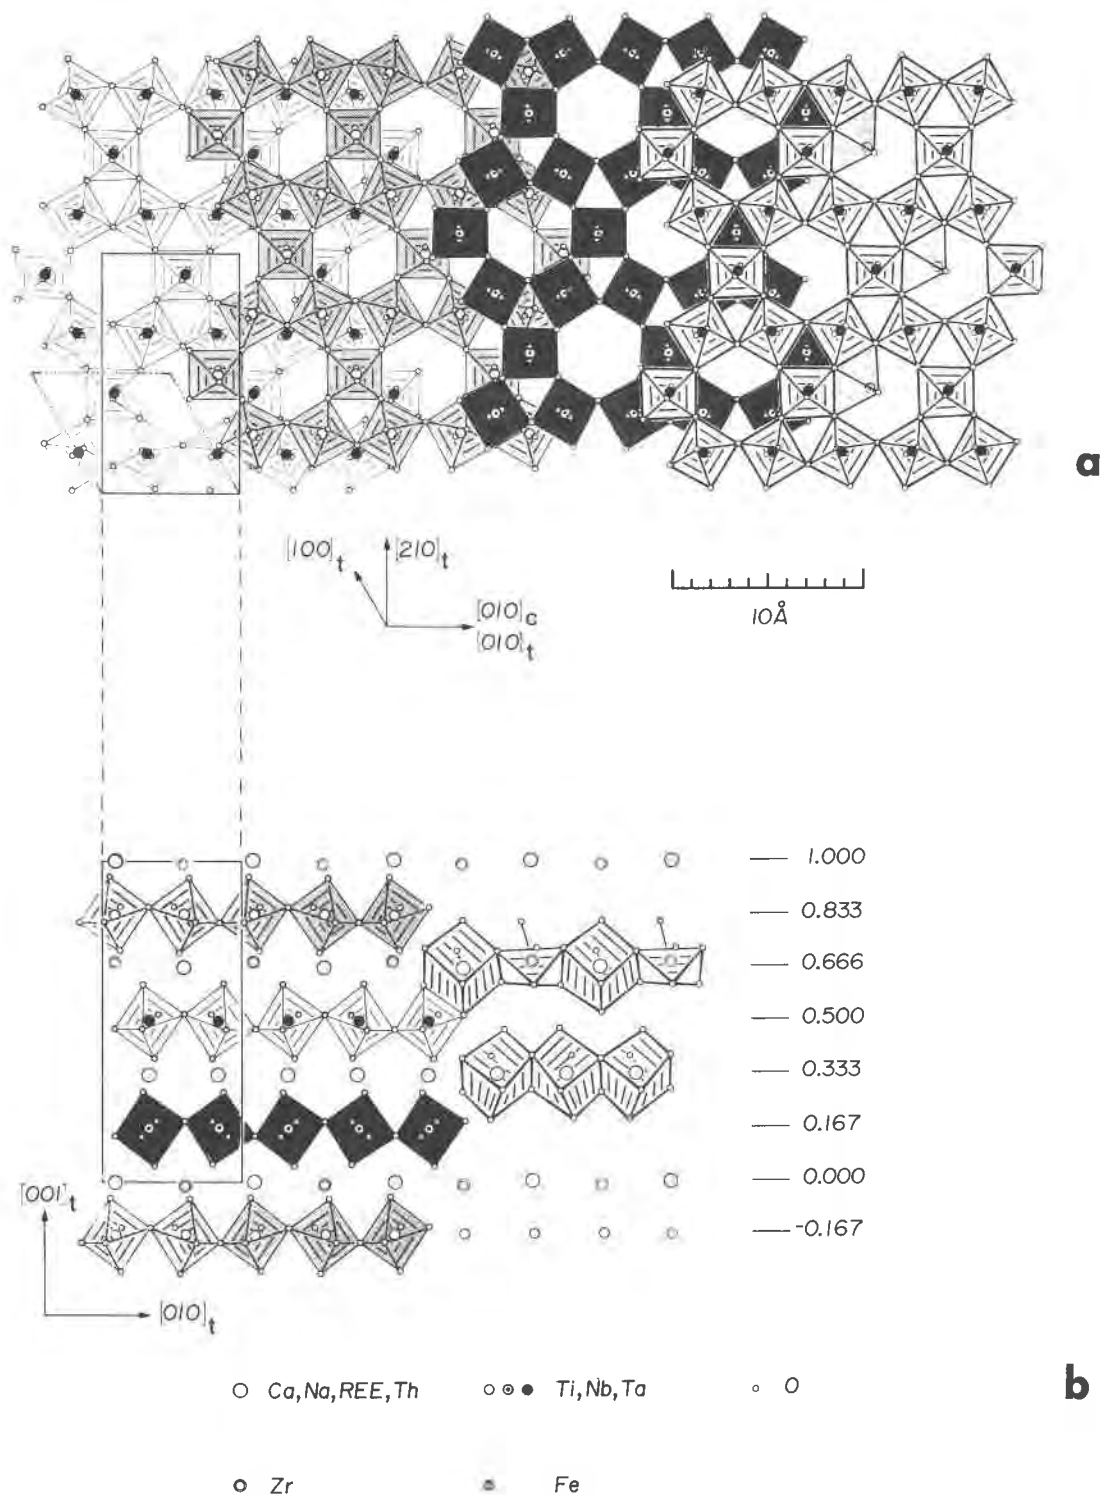 a
[100]t
[210]t
[010]c
[010]t
10Å
1.000
0.833
0.666
0.500
0.333
0.167
0.000
-0.167
[001]t
[010]t
Ca,Na,REE,Th
Ti,Nb,Ta
O
b
Zr
Fe